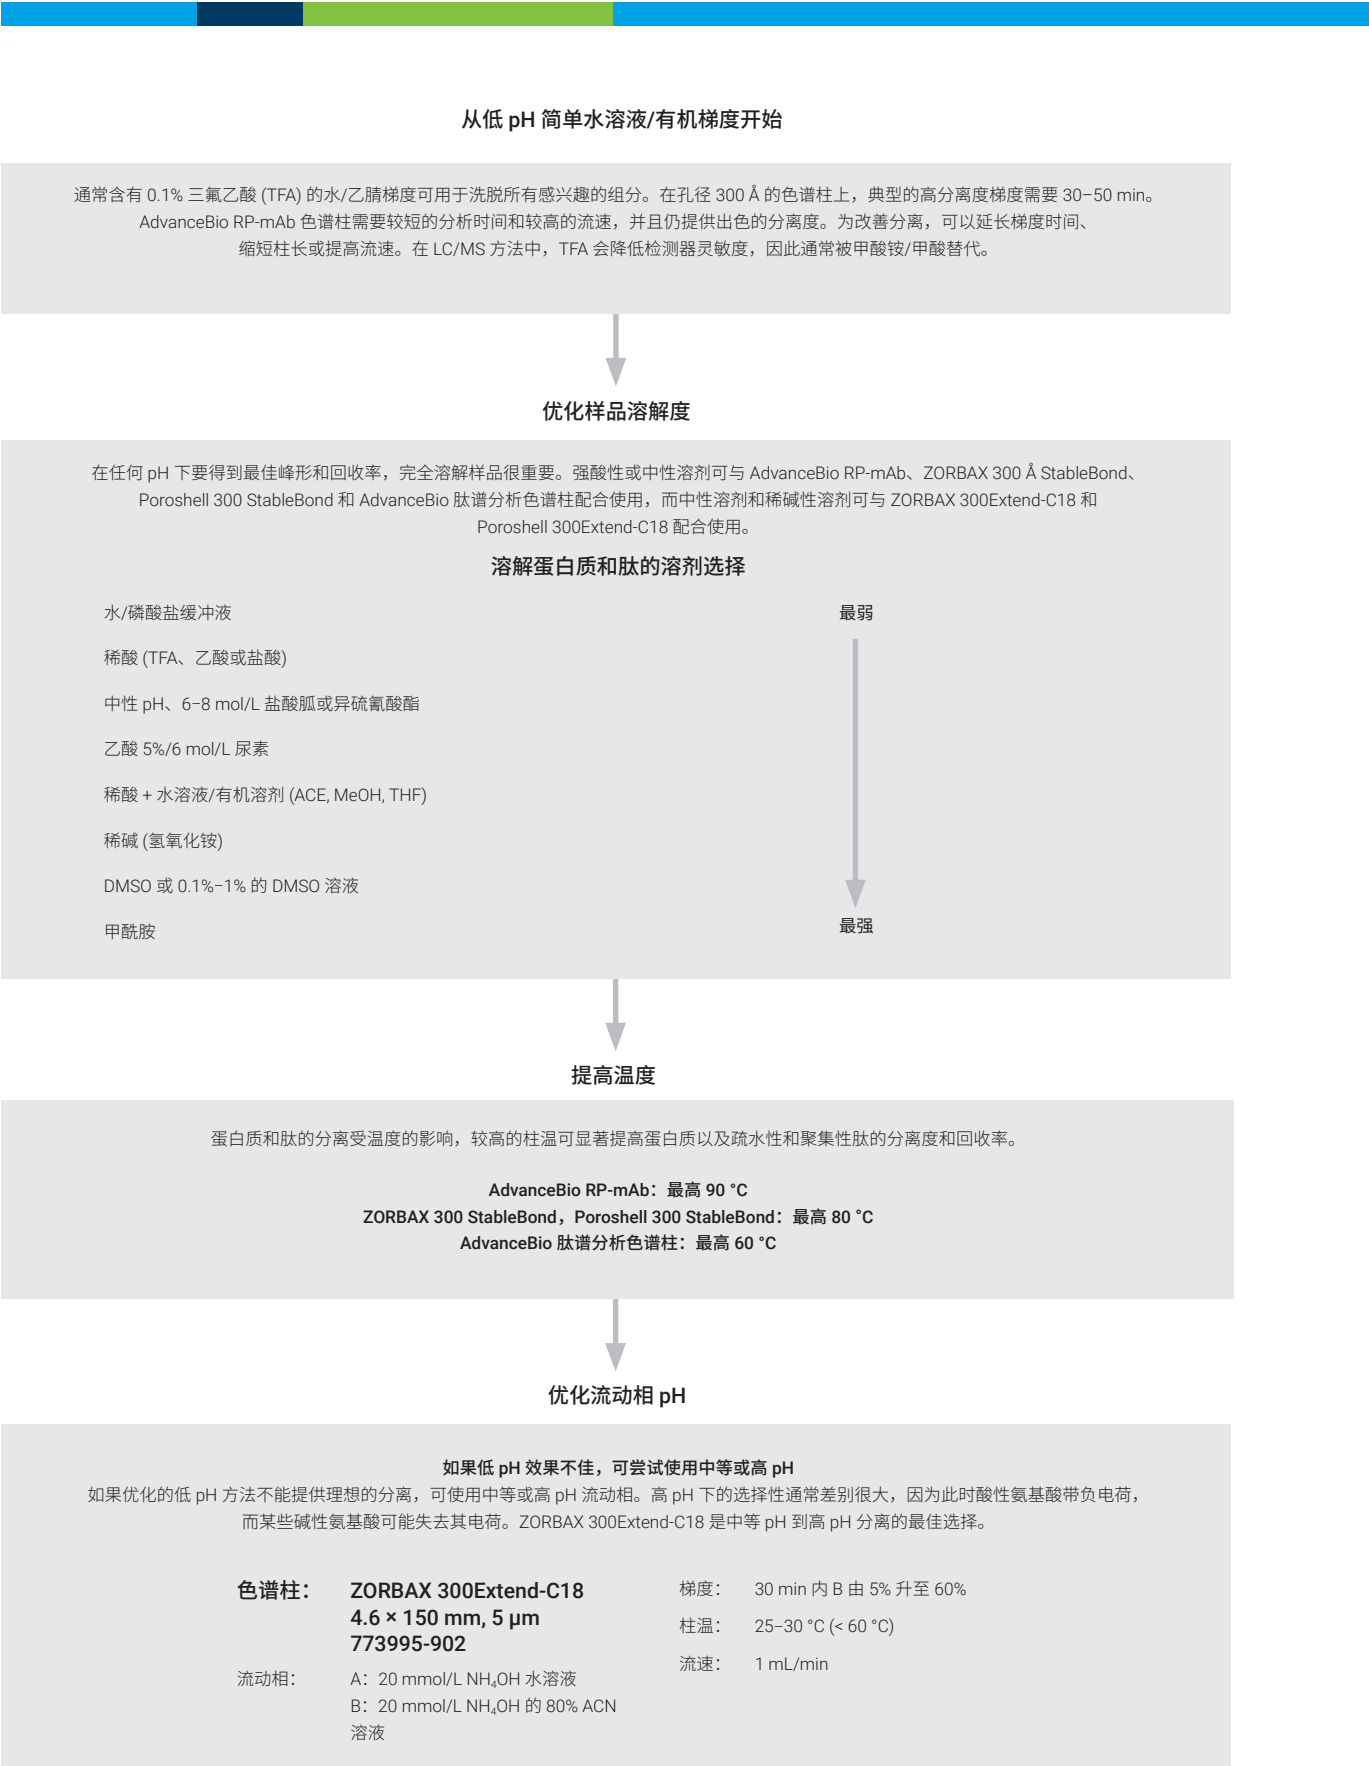 从低 pH 简单水溶液/有机梯度开始
通常含有 0.1% 三氟乙酸 (TFA) 的水/乙腈梯度可用于洗脱所有感兴趣的组分。在孔径 300 Å 的色谱柱上，典型的高分离度梯度需要 30–50 min。
AdvanceBio RP-mAb 色谱柱需要较短的分析时间和较高的流速，并且仍提供出色的分离度。为改善分离，可以延长梯度时间、
缩短柱长或提高流速。在 LC/MS 方法中，TFA 会降低检测器灵敏度，因此通常被甲酸铵/甲酸替代。
优化样品溶解度
在任何 pH 下要得到最佳峰形和回收率，完全溶解样品很重要。强酸性或中性溶剂可与 AdvanceBio RP-mAb、ZORBAX 300 Å StableBond、
Poroshell 300 StableBond 和 AdvanceBio 肽谱分析色谱柱配合使用，而中性溶剂和稀碱性溶剂可与 ZORBAX 300Extend-C18 和
Poroshell 300Extend-C18 配合使用。
溶解蛋白质和肽的溶剂选择
水/磷酸盐缓冲液
最弱
稀酸 (TFA、乙酸或盐酸)
中性 pH、6–8 mol/L 盐酸胍或异硫氰酸酯
乙酸 5%/6 mol/L 尿素
稀酸 + 水溶液/有机溶剂 (ACE, MeOH, THF)
稀碱 (氢氧化铵)
DMSO 或 0.1%–1% 的 DMSO 溶液
甲酰胺
最强
提高温度
蛋白质和肽的分离受温度的影响，较高的柱温可显著提高蛋白质以及疏水性和聚集性肽的分离度和回收率。
AdvanceBio RP-mAb：最高 90 °C
ZORBAX 300 StableBond，Poroshell 300 StableBond：最高 80 °C
AdvanceBio 肽谱分析色谱柱：最高 60 °C
优化流动相 pH
如果低 pH 效果不佳，可尝试使用中等或高 pH
如果优化的低 pH 方法不能提供理想的分离，可使用中等或高 pH 流动相。高 pH 下的选择性通常差别很大，因为此时酸性氨基酸带负电荷，
而某些碱性氨基酸可能失去其电荷。ZORBAX 300Extend-C18 是中等 pH 到高 pH 分离的最佳选择。
色谱柱： ZORBAX 300Extend-C18
4.6 × 150 mm, 5 µm
773995-902
流动相： A：20 mmol/L NH₄OH 水溶液
B：20 mmol/L NH₄OH 的 80% ACN
溶液
梯度： 30 min 内 B 由 5% 升至 60%
柱温： 25–30 °C (< 60 °C)
流速： 1 mL/min